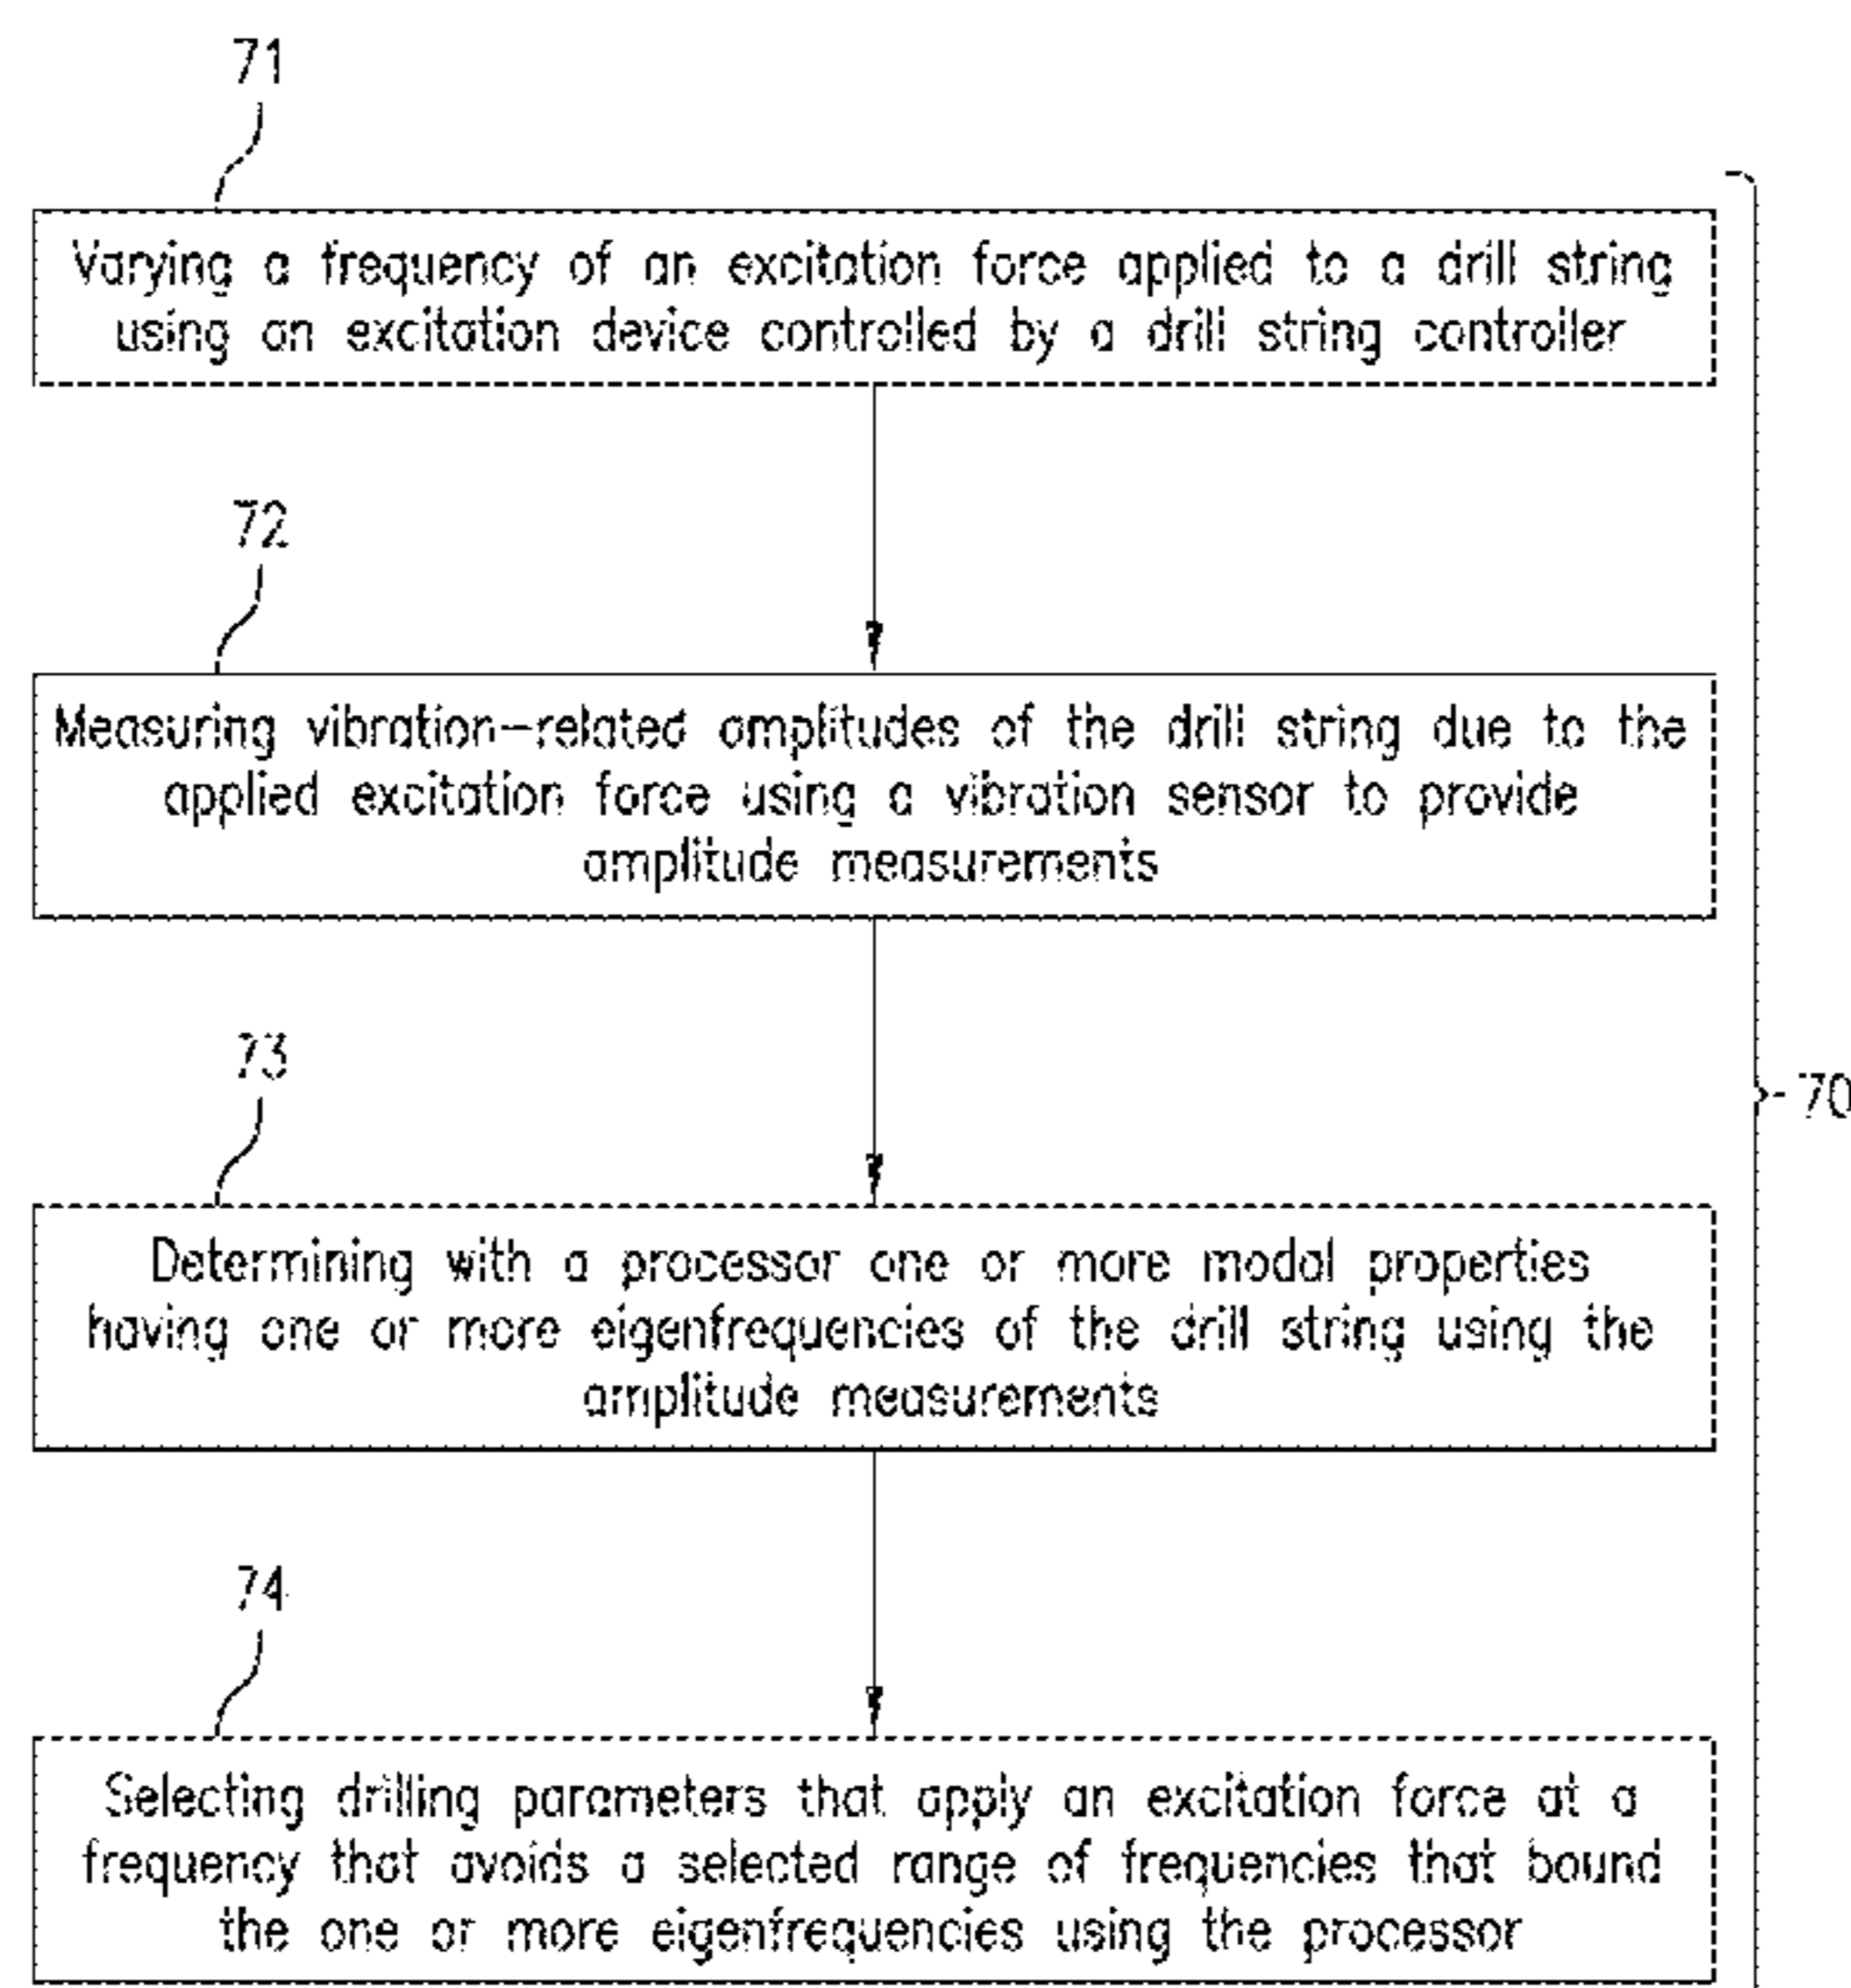 71
Varying a frequency of an excitation force applied to a drill string
using an excitation device controlled by a drill string controller
72
Measuring vibration-related amplitudes of the drill string due to the
applied excitation force using a vibration sensor to provide
amplitude measurements
73
Determining with a processor one or more modal properties
having one or more eigenfrequencies of the drill string using the
amplitude measurements
70
74
Selecting drilling parameters that apply an excitation force at a
frequency that avoids a selected range of frequencies that bound
the one or more eigenfrequencies using the processor